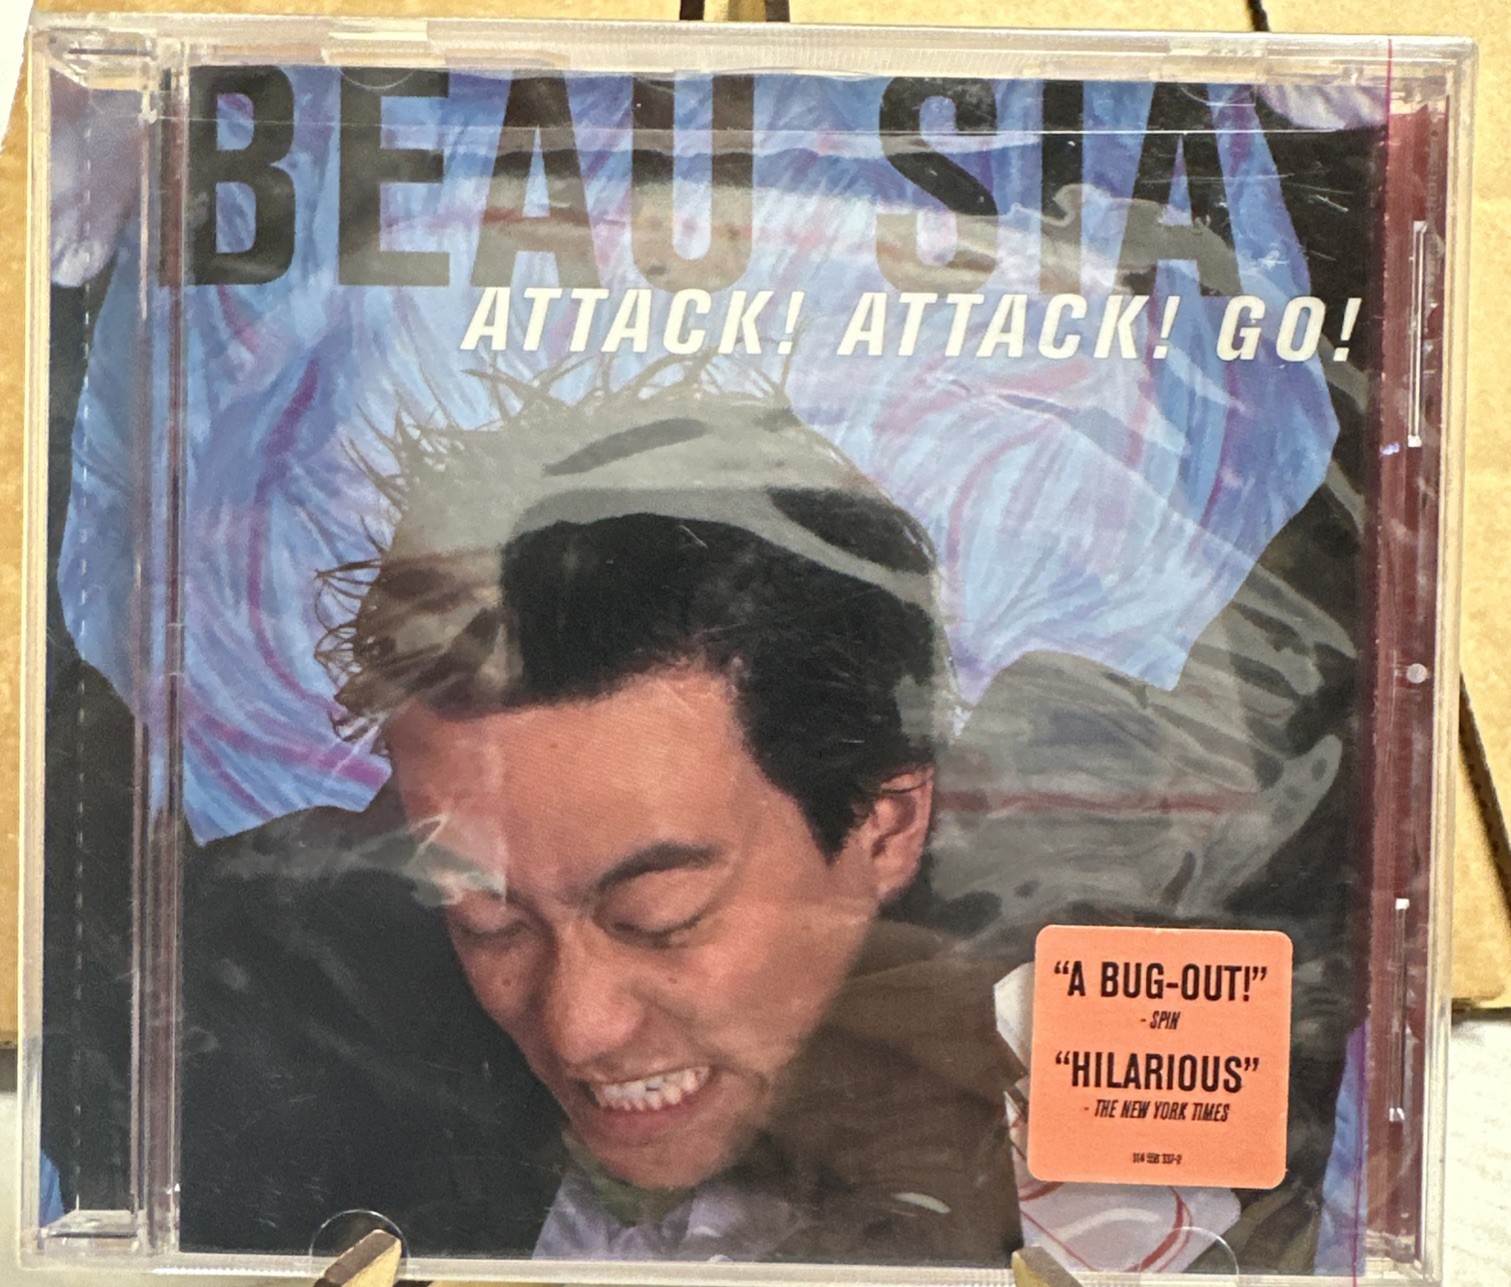 BEAU SIA
ATTACK! ATTACK! GO!
“A BUG-OUT!”
- SPIN
“HILARIOUS”
- THE NEW YORK TIMES